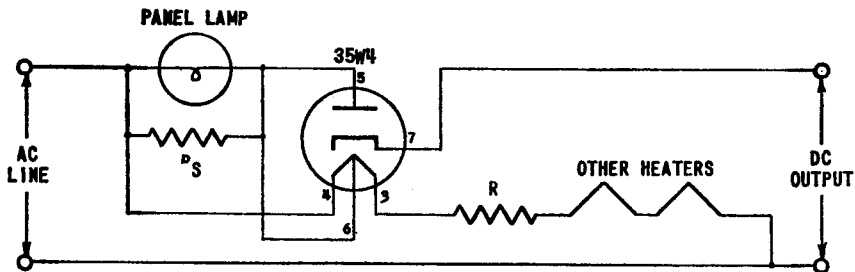 PANEL LAMP
35W4
5
7
AC
LINE
S
4
3
6
R
OTHER HEATERS
DC
OUTPUT